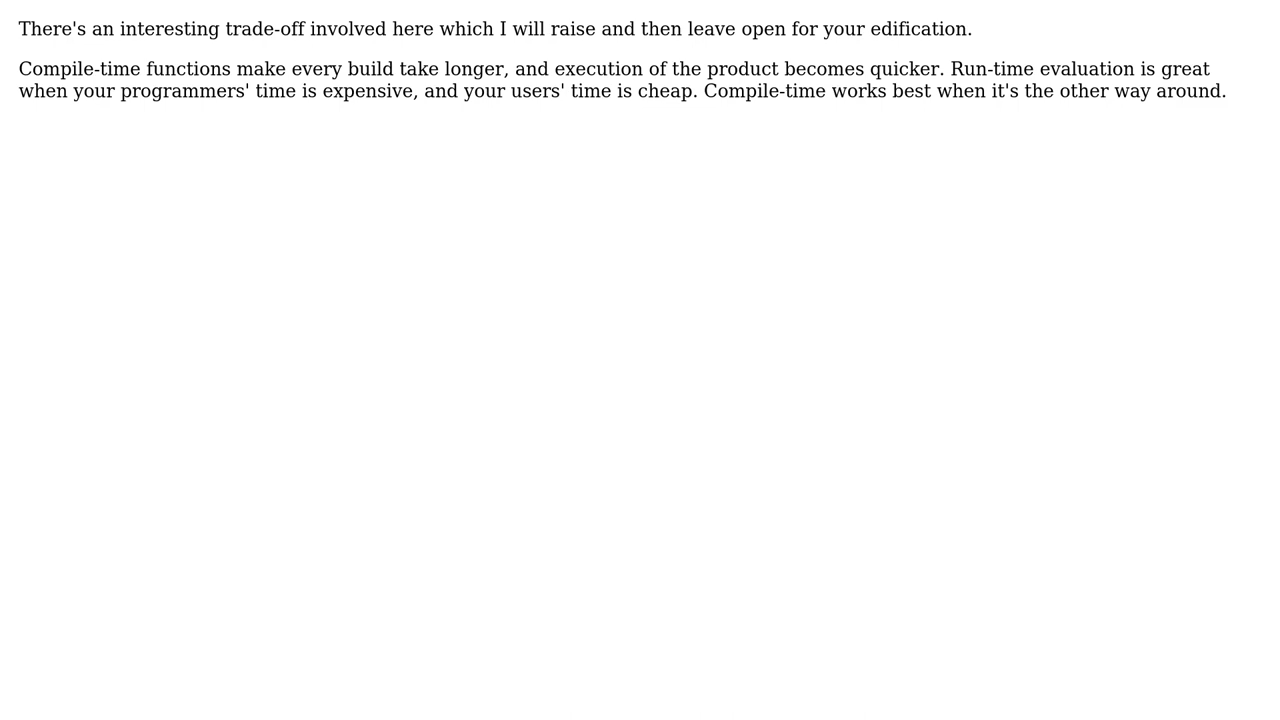 There's an interesting trade-off involved here which I will raise and then leave open for your edification.
Compile-time functions make every build take longer, and execution of the product becomes quicker. Run-time evaluation is great
when your programmers' time is expensive, and your users' time is cheap. Compile-time works best when it's the other way around.